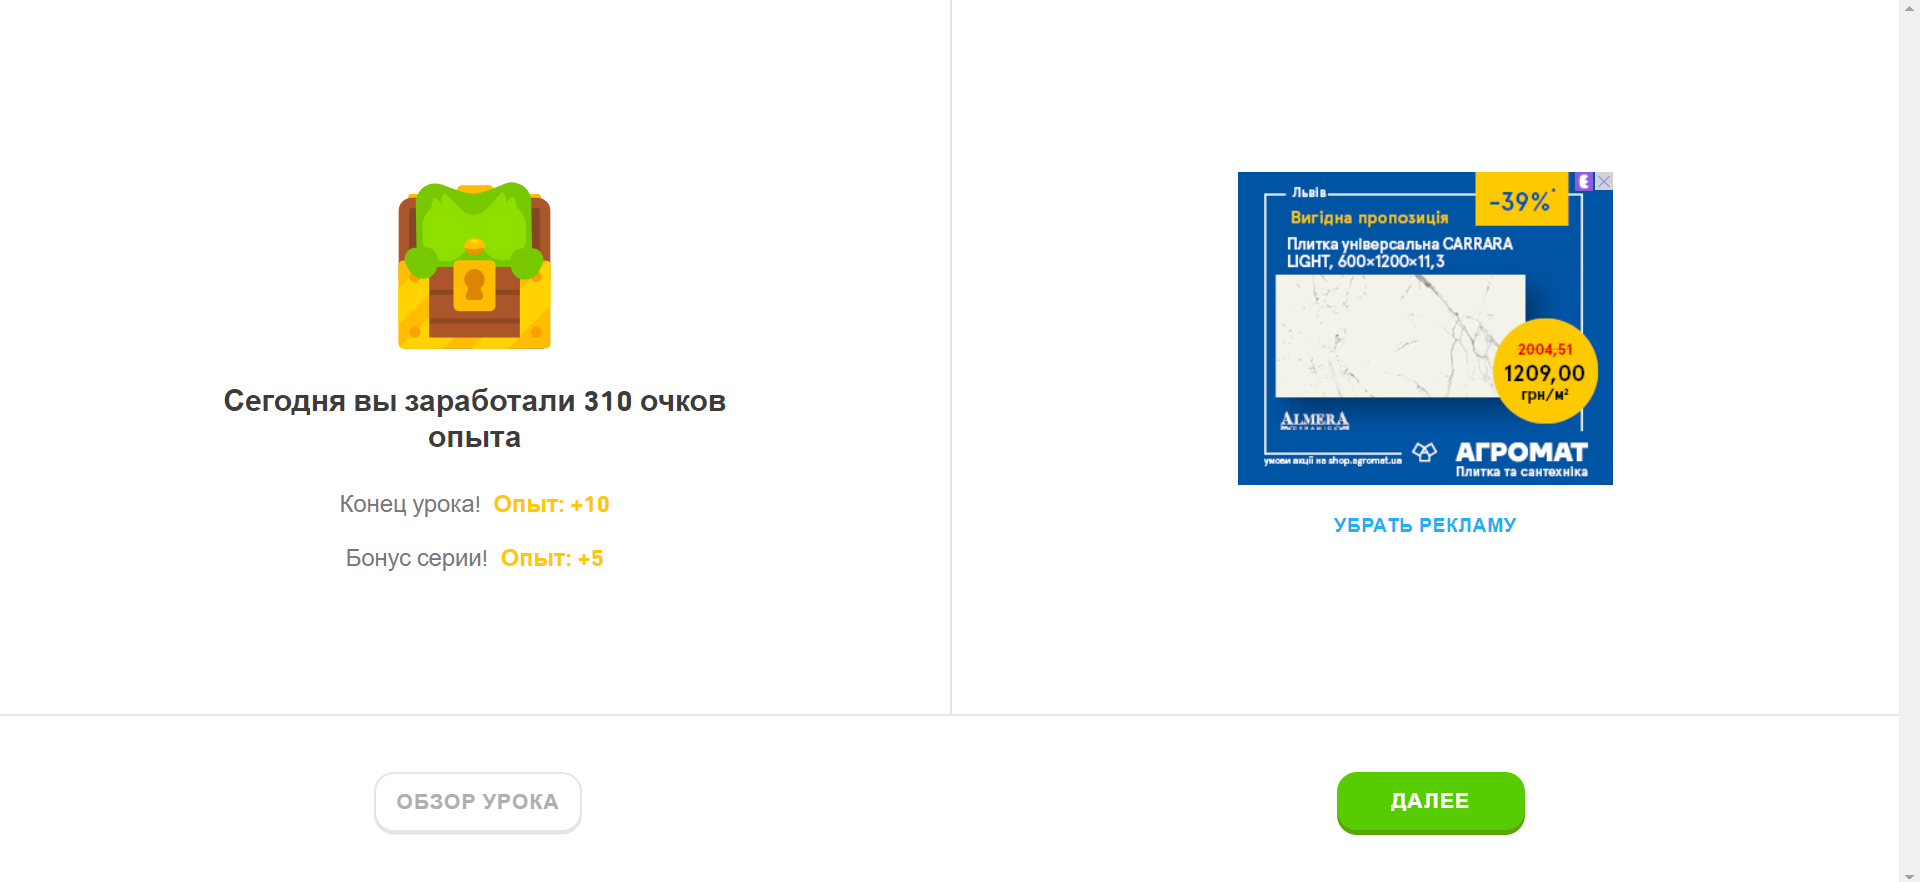 Сегодня вы заработали 310 очков
опыта
Конец урока! Опыт: +10
Бонус серии! Опыт: +5
Львів
-39%*
Вигідна пропозиція
Плитка універсальна CARRARA
LIGHT, 600×1200×11,3
2004,51
1209,00
грн/м²
ALMERA
CERAMICA
умови акції на shop.agromat.ua
АГРОМАТ
Плитка та сантехніка
УБРАТЬ РЕКЛАМУ
ОБЗОР УРОКА
ДАЛЕЕ